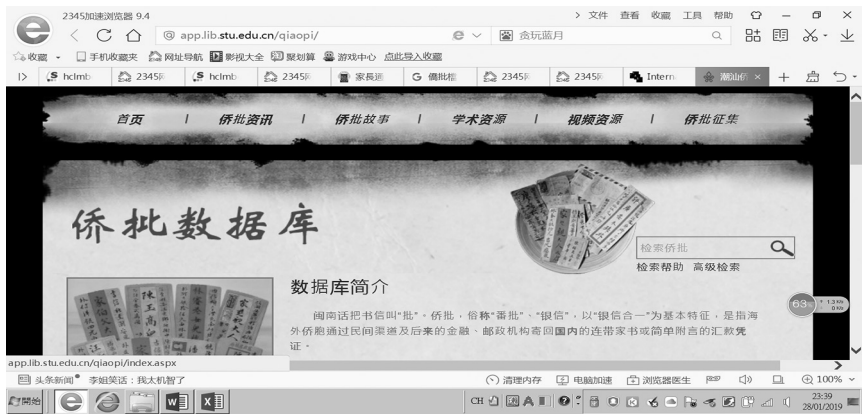 2345加速浏览器 9.4
文件 查看 收藏 工具 帮助
app.lib.stu.edu.cn/qiaopi/
贪玩蓝月
收藏 手机收藏夹 网址导航 影视大全 聚划算 游戏中心 点此导入收藏
hclmb 2345 hclmb 2345 家長 G 僑批 2345 2345 Intern 潮汕侨
首页 | 侨批资讯 | 侨批故事 | 学术资源 | 视频资源 | 侨批征集
侨批数据库
检索侨批
检索帮助 高级检索
数据库简介
闽南话把书信叫“批”。侨批，俗称“番批”、“银信”，以“银信合一”为基本特征，是指海
外侨胞通过民间渠道及后来的金融、邮政机构寄回国内的连带家书或简单附言的汇款凭
证。
63%
app.lib.stu.edu.cn/qiaopi/index.aspx
头条新闻 李姐笑话：我太机智了
清理内存 电脑加速 浏览器医生 100%
開始
CH
23:39
28/01/2019